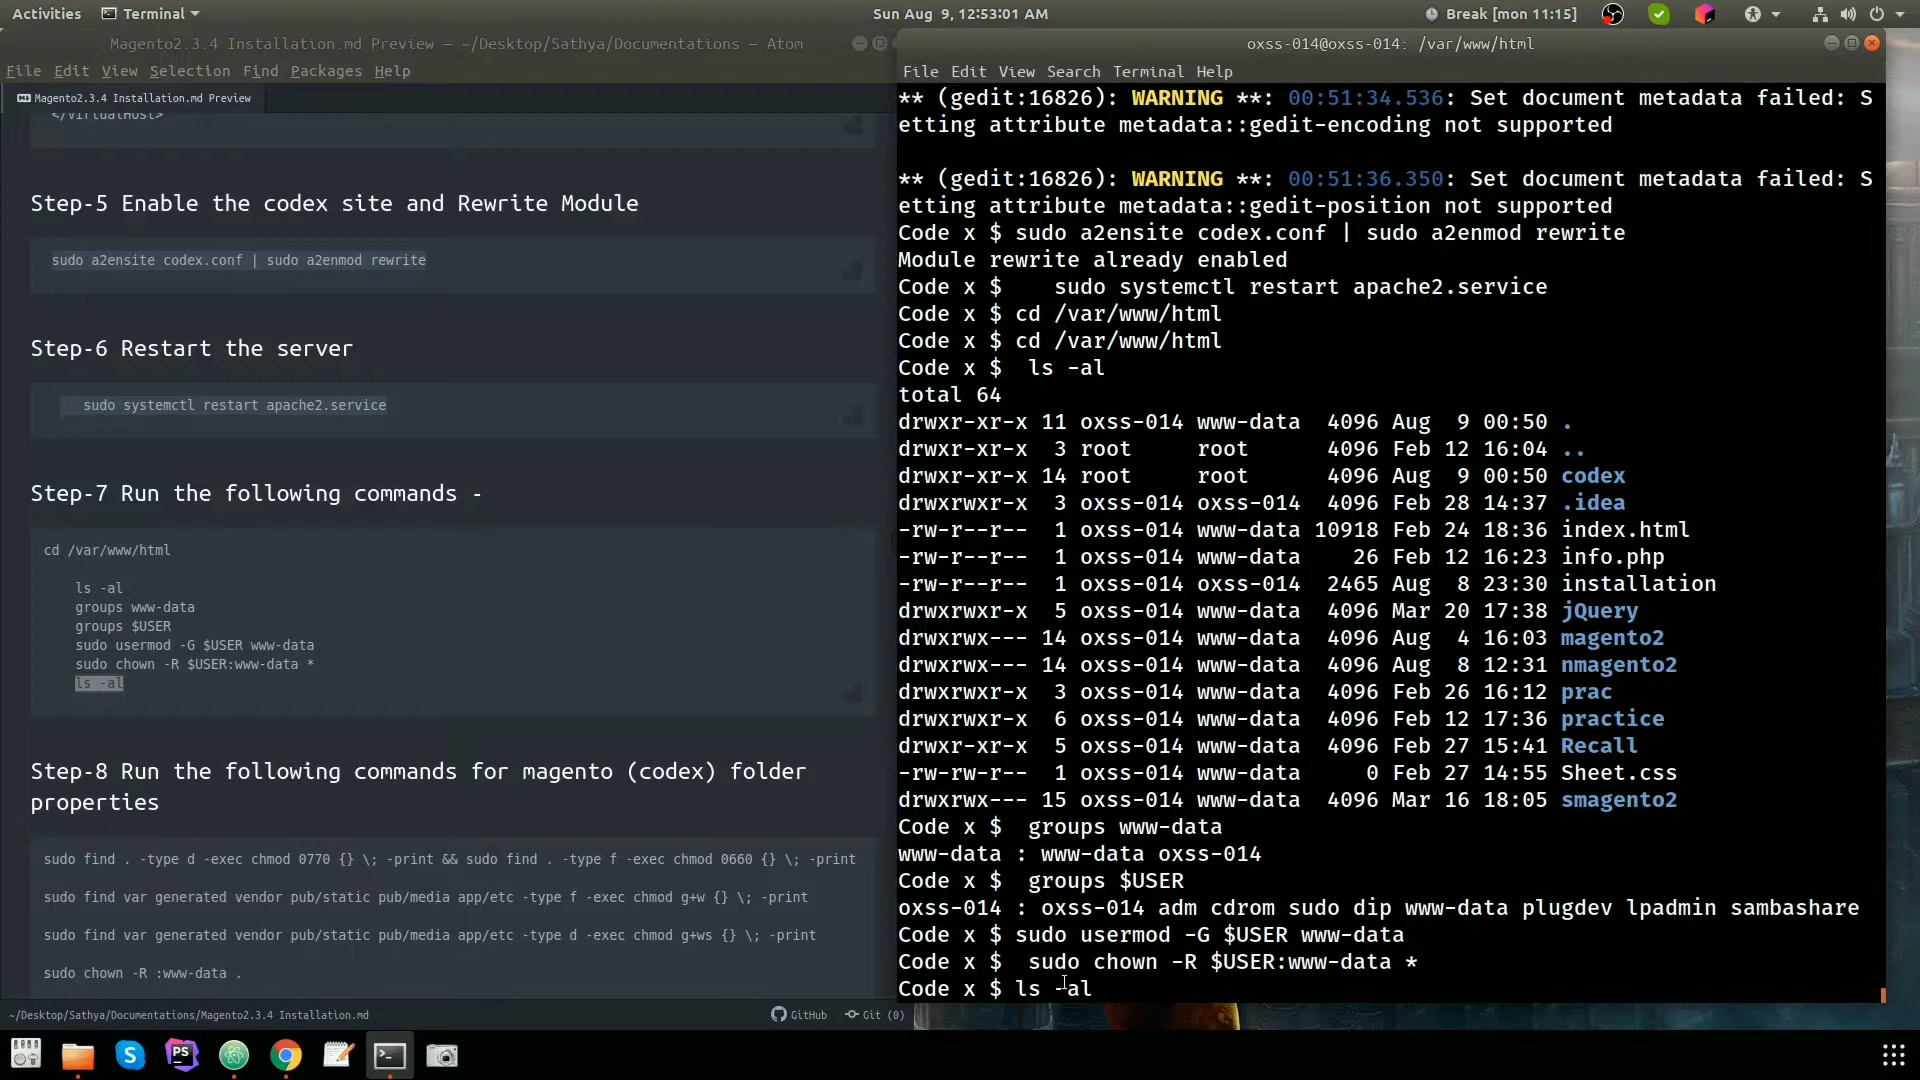 Activities
Terminal
Sun Aug 9, 12:53:01 AM
Break [mon 11:15]
Magento2.3.4 Installation.md Preview — ~/Desktop/Sathya/Documentations — Atom
File Edit View Selection Find Packages Help
Magento2.3.4 Installation.md Preview
</VirtualHost>
Step-5 Enable the codex site and Rewrite Module
sudo a2ensite codex.conf | sudo a2enmod rewrite
Step-6 Restart the server
sudo systemctl restart apache2.service
Step-7 Run the following commands -
cd /var/www/html
ls -al
groups www-data
groups $USER
sudo usermod -G $USER www-data
sudo chown -R $USER:www-data *
ls -al
Step-8 Run the following commands for magento (codex) folder
properties
sudo find . -type d -exec chmod 0770 {} \; -print && sudo find . -type f -exec chmod 0660 {} \; -print
sudo find var generated vendor pub/static pub/media app/etc -type f -exec chmod g+w {} \; -print
sudo find var generated vendor pub/static pub/media app/etc -type d -exec chmod g+ws {} \; -print
sudo chown -R :www-data .
~/Desktop/Sathya/Documentations/Magento2.3.4 Installation.md
GitHub
Git (0)
oxss-014@oxss-014: /var/www/html
File Edit View Search Terminal Help
** (gedit:16826): WARNING **: 00:51:34.536: Set document metadata failed: S
etting attribute metadata::gedit-encoding not supported
** (gedit:16826): WARNING **: 00:51:36.350: Set document metadata failed: S
etting attribute metadata::gedit-position not supported
Code x $ sudo a2ensite codex.conf | sudo a2enmod rewrite
Module rewrite already enabled
Code x $    sudo systemctl restart apache2.service
Code x $ cd /var/www/html
Code x $ cd /var/www/html
Code x $  ls -al
total 64
drwxr-xr-x 11 oxss-014 www-data  4096 Aug  9 00:50 .
drwxr-xr-x  3 root     root      4096 Feb 12 16:04 ..
drwxr-xr-x 14 root     root      4096 Aug  9 00:50 codex
drwxrwxr-x  3 oxss-014 oxss-014  4096 Feb 28 14:37 .idea
-rw-r--r--  1 oxss-014 www-data 10918 Feb 24 18:36 index.html
-rw-r--r--  1 oxss-014 www-data    26 Feb 12 16:23 info.php
-rw-r--r--  1 oxss-014 oxss-014  2465 Aug  8 23:30 installation
drwxrwxr-x  5 oxss-014 www-data  4096 Mar 20 17:38 jQuery
drwxrwx--- 14 oxss-014 www-data  4096 Aug  4 16:03 magento2
drwxrwx--- 14 oxss-014 www-data  4096 Aug  8 12:31 nmagento2
drwxrwxr-x  3 oxss-014 www-data  4096 Feb 26 16:12 prac
drwxrwxr-x  6 oxss-014 www-data  4096 Feb 12 17:36 practice
drwxr-xr-x  5 oxss-014 www-data  4096 Feb 27 15:41 Recall
-rw-rw-r--  1 oxss-014 www-data     0 Feb 27 14:55 Sheet.css
drwxrwx--- 15 oxss-014 www-data  4096 Mar 16 18:05 smagento2
Code x $  groups www-data
www-data : www-data oxss-014
Code x $  groups $USER
oxss-014 : oxss-014 adm cdrom sudo dip www-data plugdev lpadmin sambashare
Code x $ sudo usermod -G $USER www-data
Code x $  sudo chown -R $USER:www-data *
Code x $ ls -al